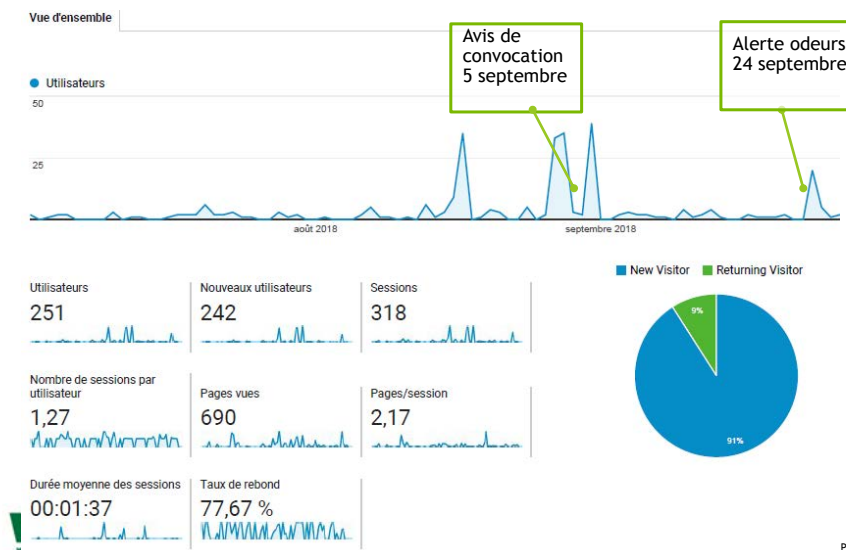 Vue d'ensemble
Avis de
convocation
5 septembre
Alerte odeurs
24 septembre
Utilisateurs
50
25
août 2018
septembre 2018
New Visitor
Returning Visitor
Utilisateurs
251
Nouveaux utilisateurs
242
Sessions
318
9%
91%
Nombre de sessions par
utilisateur
1,27
Pages vues
690
Pages/session
2,17
Durée moyenne des sessions
00:01:37
Taux de rebond
77,67 %
P